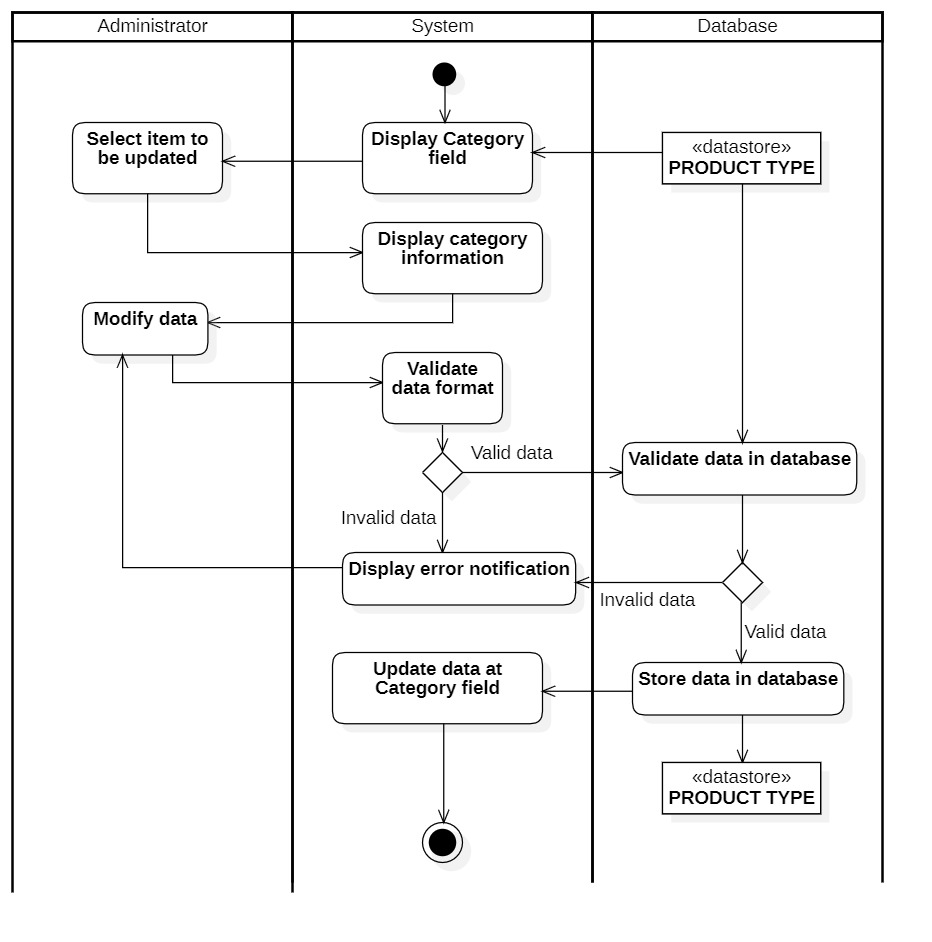 Administrator
System
Database
Select item to
be updated
Display Category
field
«datastore»
PRODUCT TYPE
Display category
information
Modify data
Validate
data format
Valid data
Validate data in database
Invalid data
Display error notification
Invalid data
Valid data
Update data at
Category field
Store data in database
«datastore»
PRODUCT TYPE